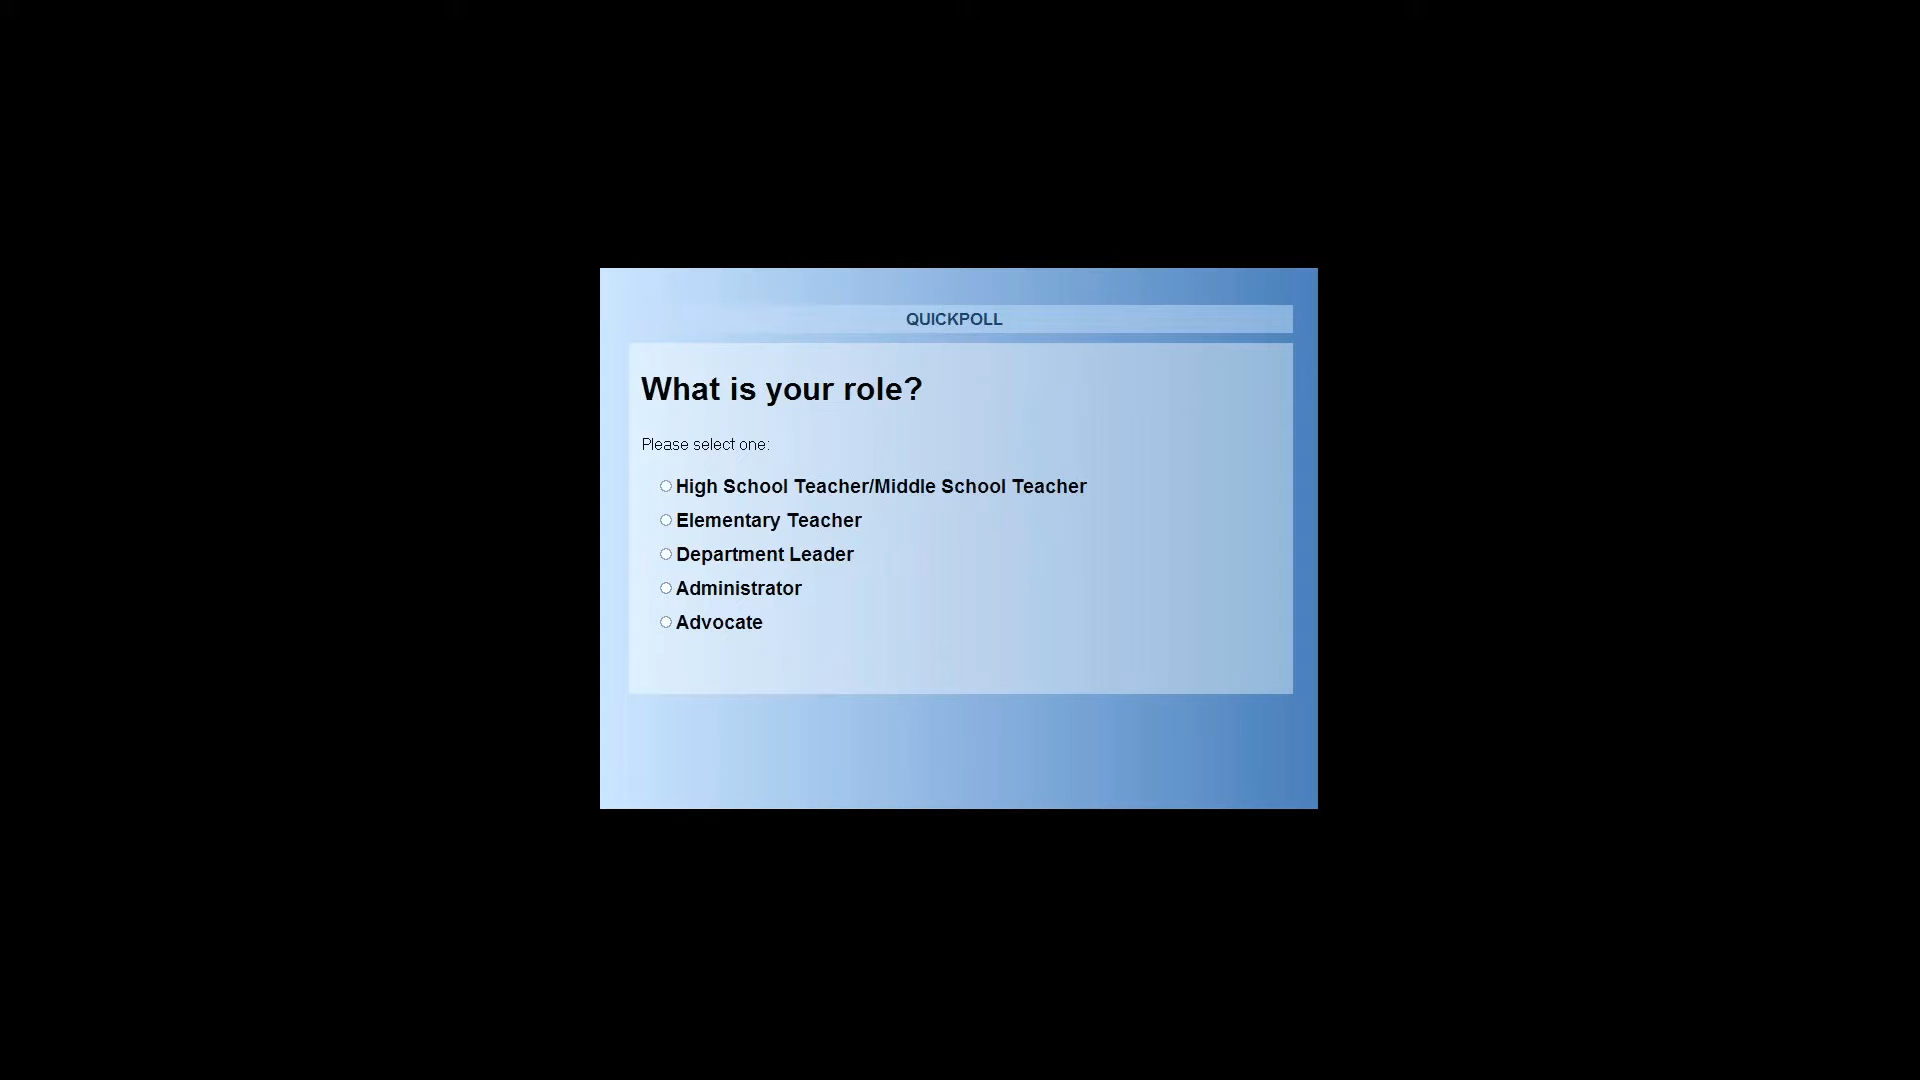 QUICKPOLL
What is your role?
Please select one:
High School Teacher/Middle School Teacher
Elementary Teacher
Department Leader
Administrator
Advocate